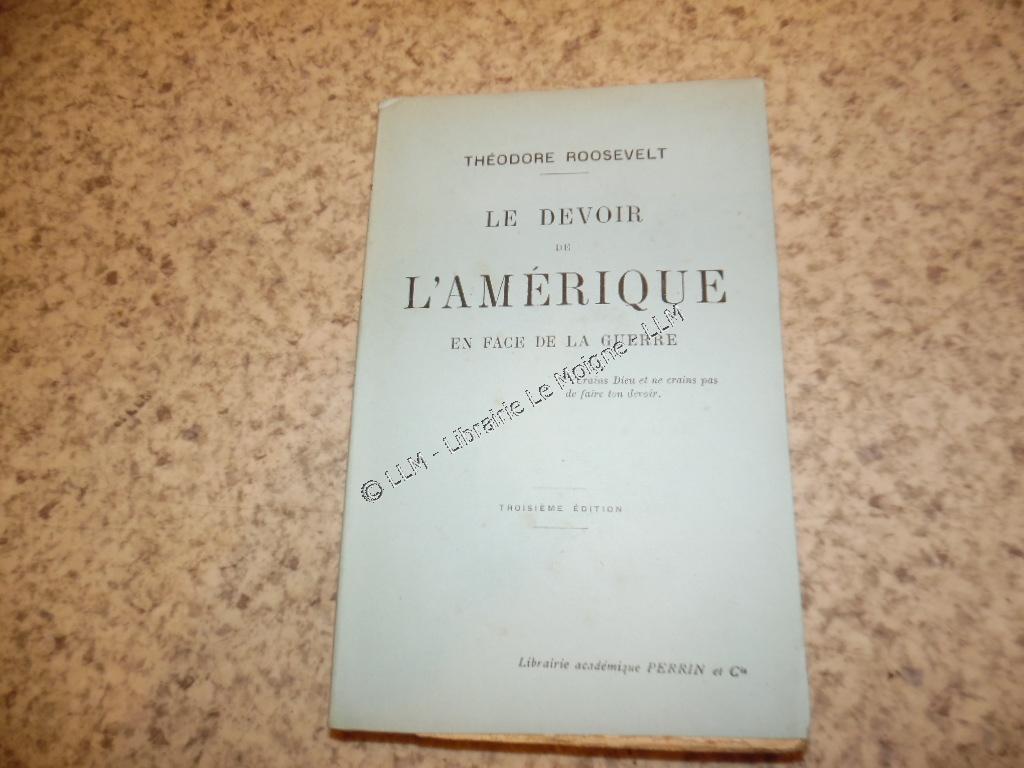 THÉODORE ROOSEVELT
LE DEVOIR
DE
L'AMÉRIQUE
EN FACE DE LA GUERRE
Crains Dieu et ne crains pas
de faire ton devoir.
© LLM - Librairie Le Moigne - LLM
TROISIÈME ÉDITION
Librairie académique PERRIN et Cie